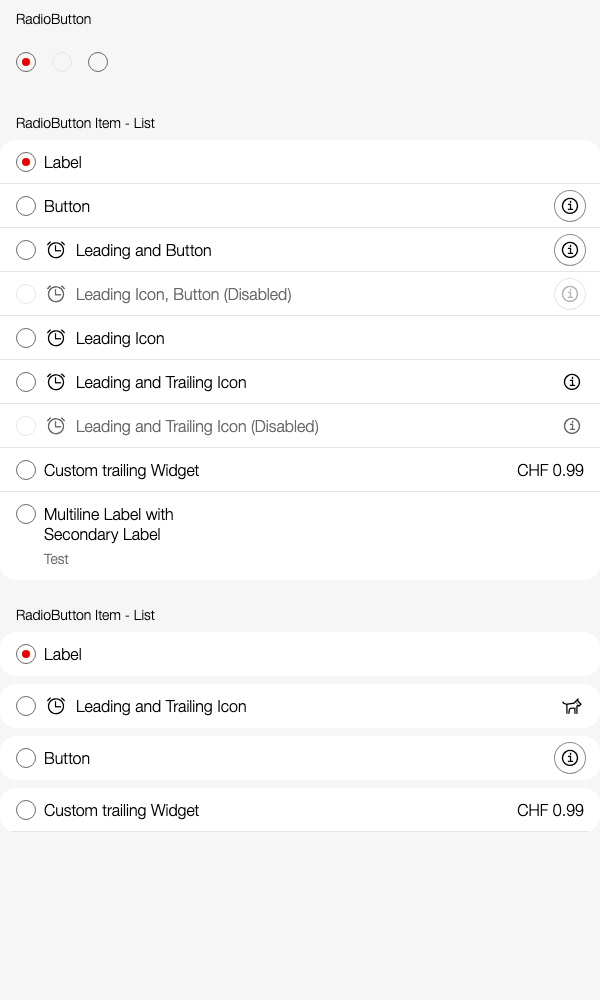 RadioButton
RadioButton Item - List
Label
Button
Leading and Button
Leading Icon, Button (Disabled)
Leading Icon
Leading and Trailing Icon
Leading and Trailing Icon (Disabled)
Custom trailing Widget CHF 0.99
Multiline Label with
Secondary Label
Test
RadioButton Item - List
Label
Leading and Trailing Icon
Button
Custom trailing Widget CHF 0.99